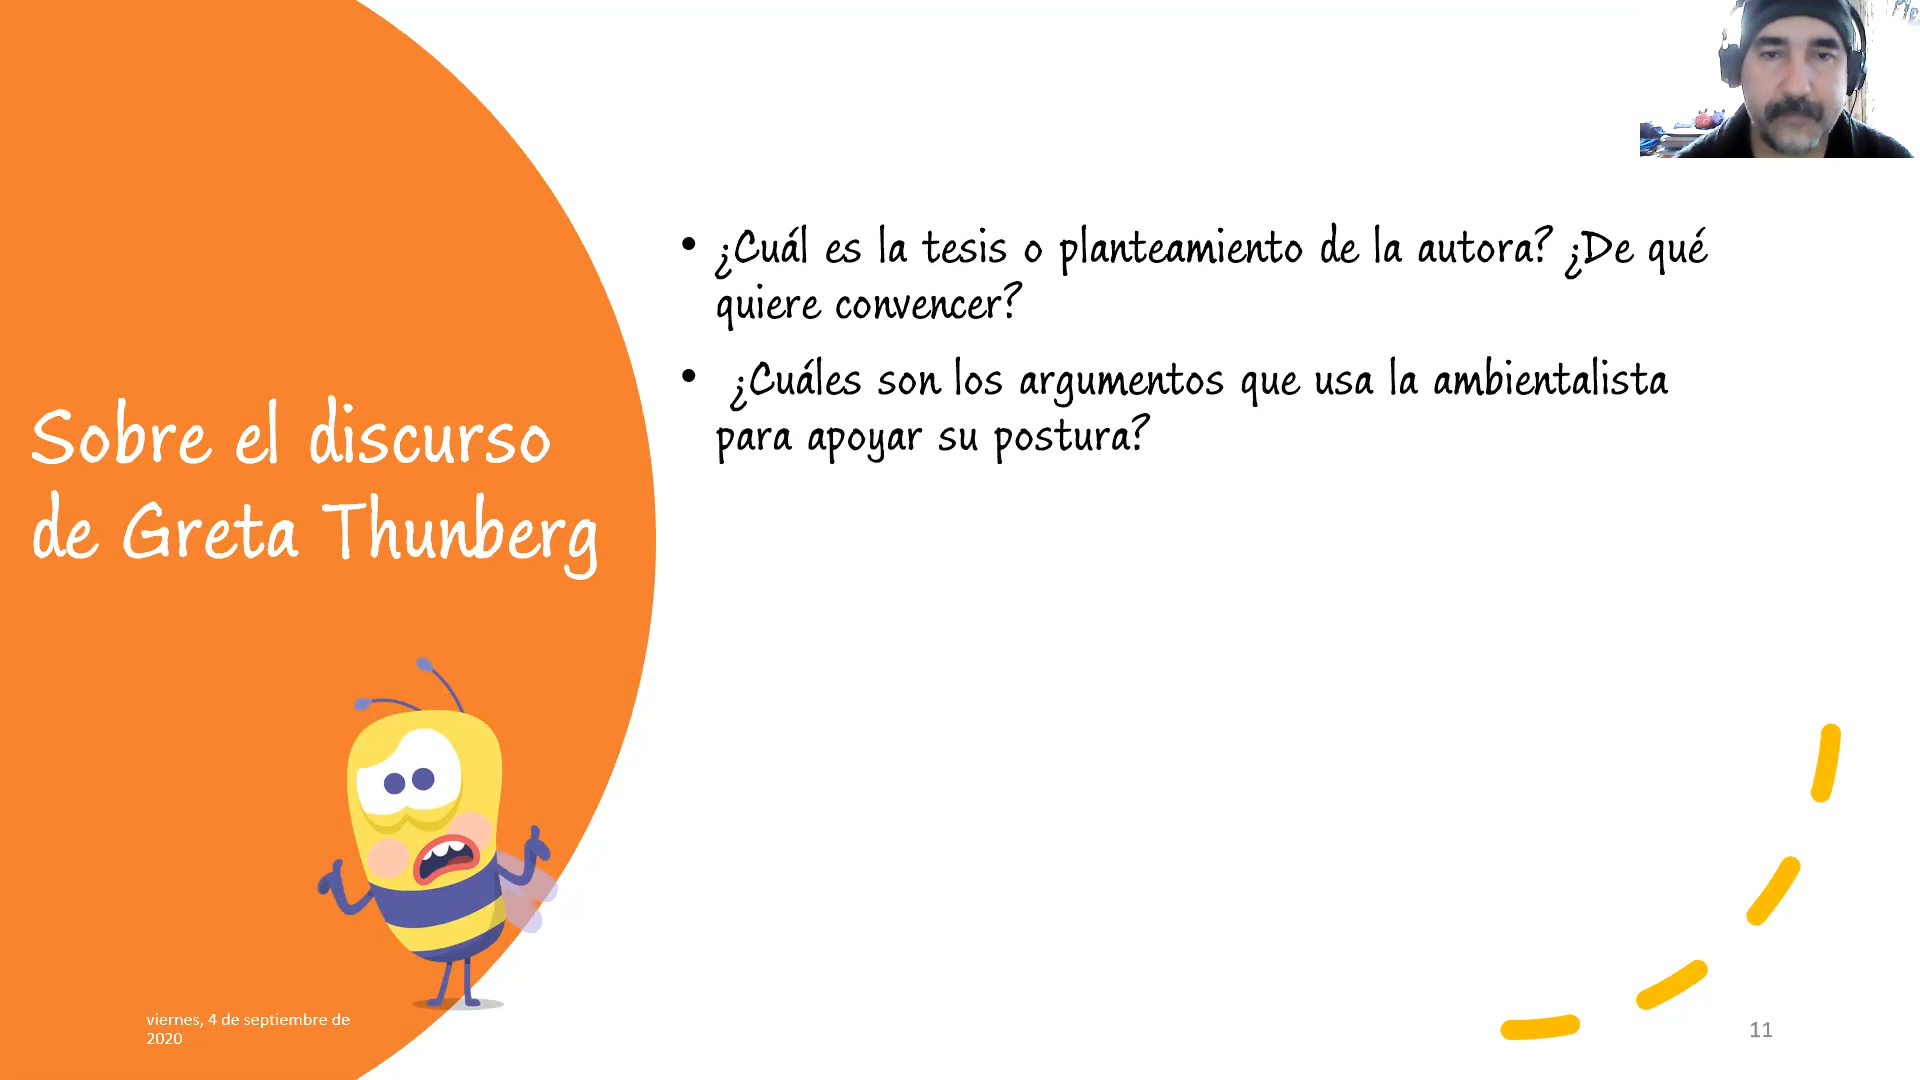 Sobre el discurso
de Greta Thunberg
• ¿Cuál es la tesis o planteamiento de la autora? ¿De qué
quiere convencer?
• ¿Cuáles son los argumentos que usa la ambientalista
para apoyar su postura?
viernes, 4 de septiembre de
2020
11